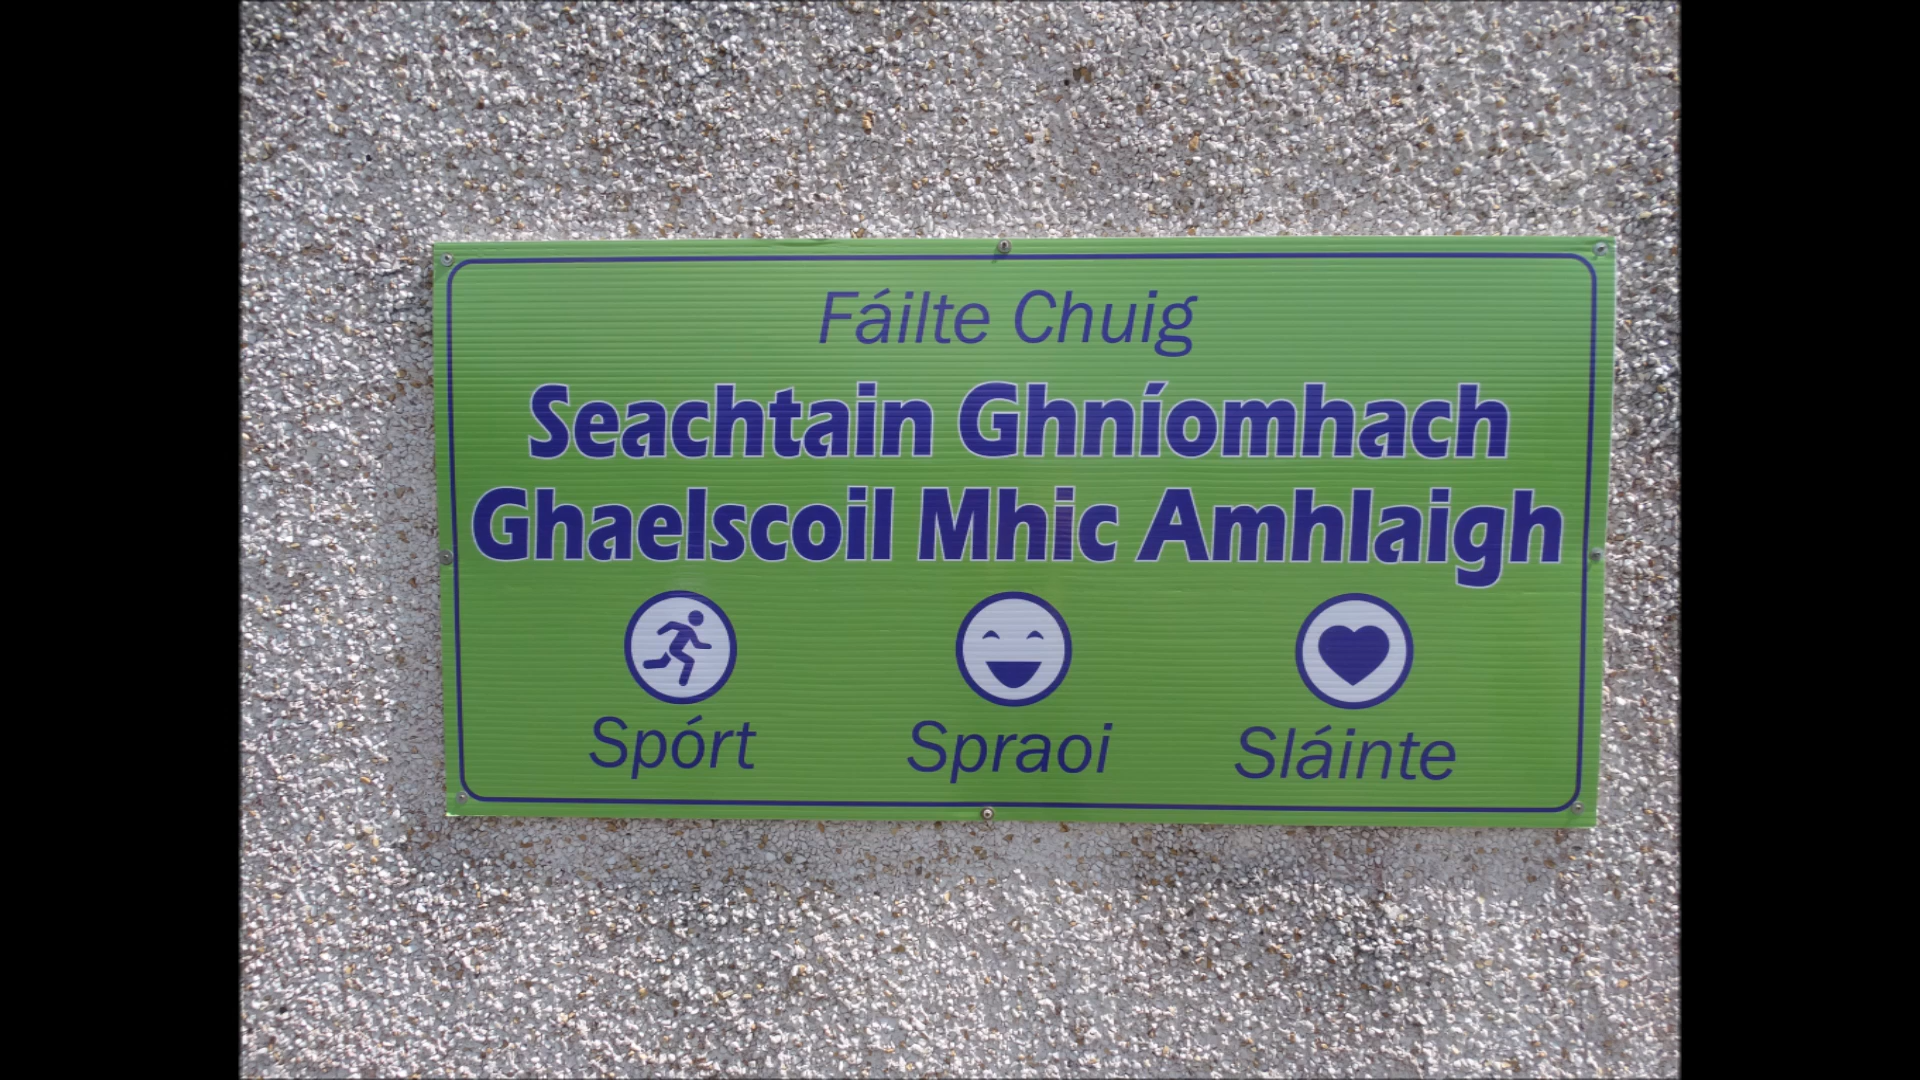 Fáilte Chuig
Seachtain Ghníomhach
Ghaelscoil Mhic Amhlaigh
Spórt Spraoi Sláinte